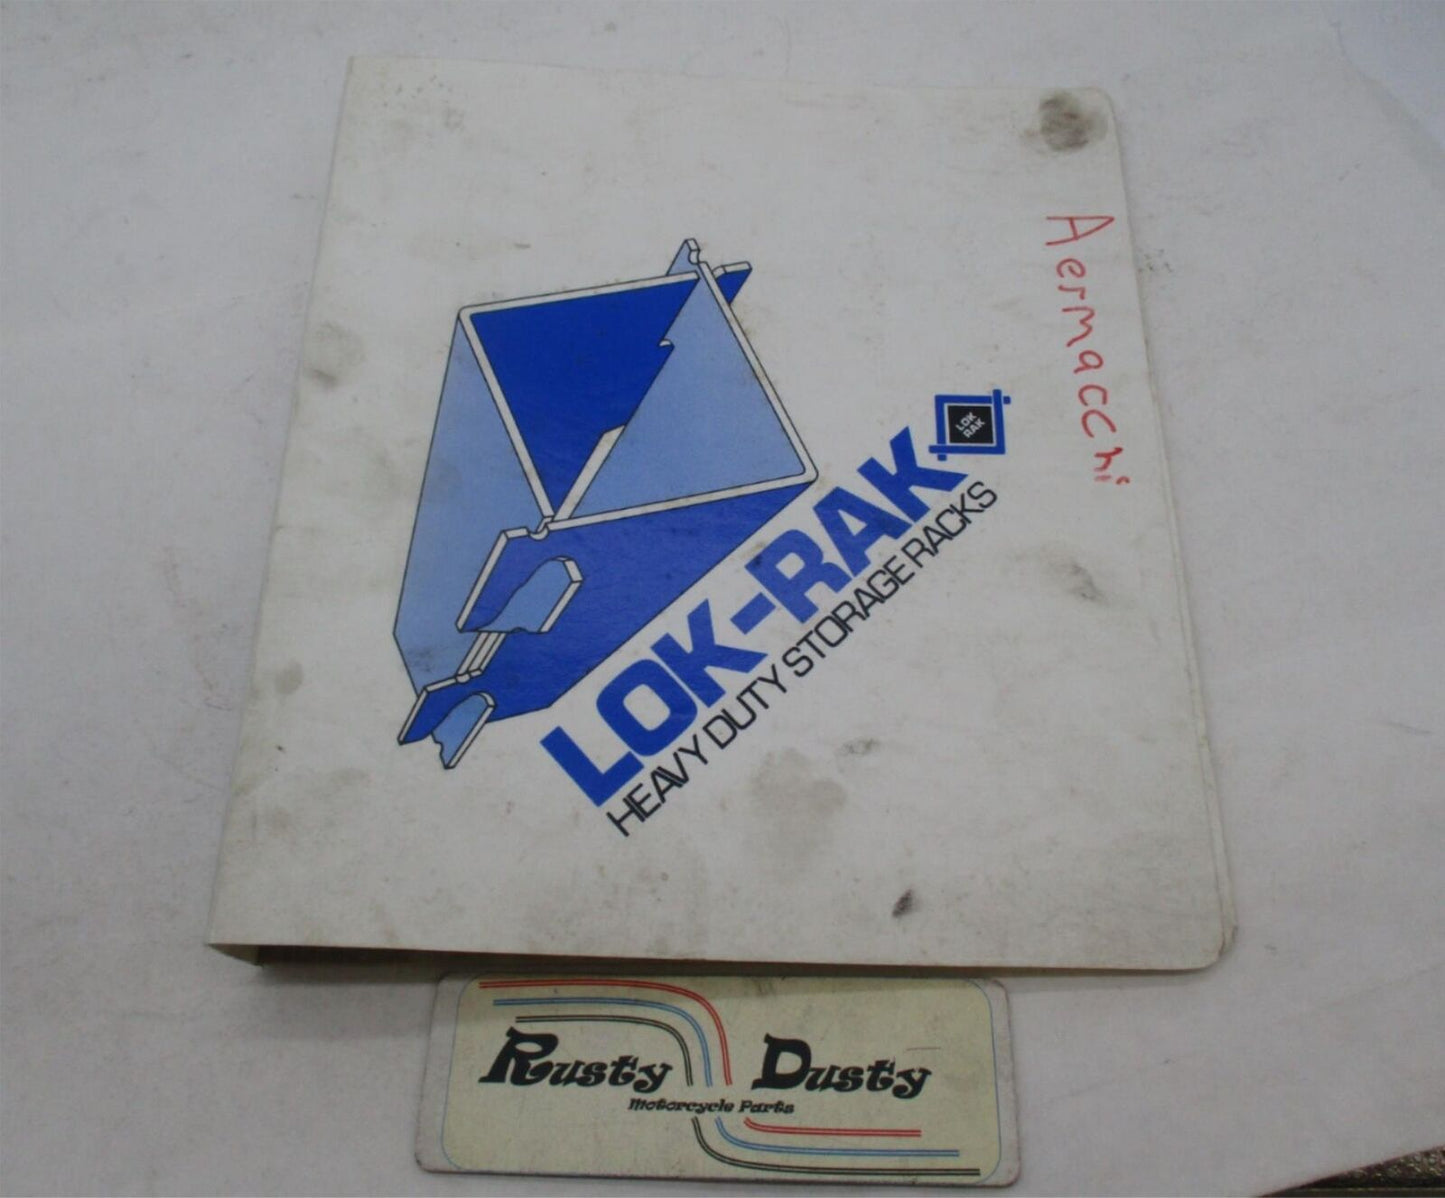 Aermacchi
LOK
RAK
LOK-RAK
HEAVY DUTY STORAGE RACKS
Rusty Dusty
Motorcycle Parts